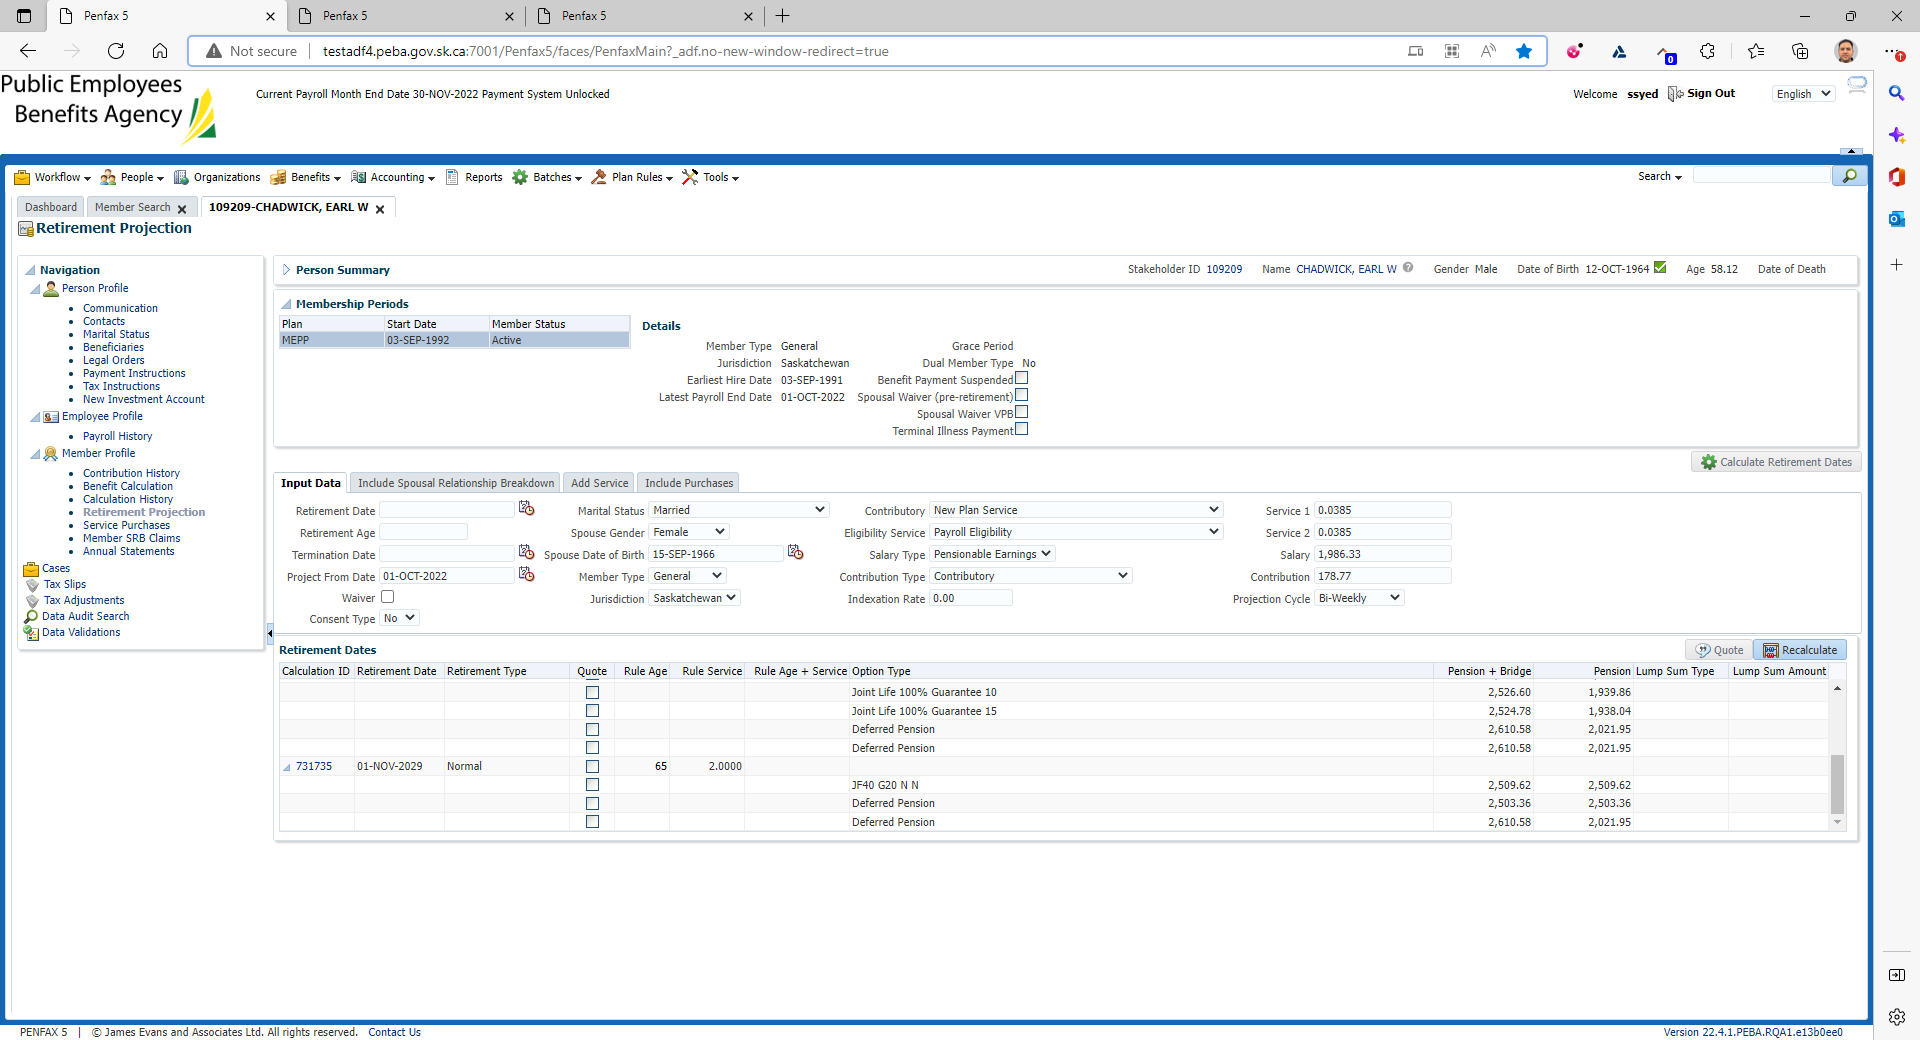 Penfax 5
Penfax 5
Penfax 5
Not secure testadf4.peba.gov.sk.ca:7001/Penfax5/faces/PenfaxMain?_adf.no-new-window-redirect=true
0
1
Public Employees
Benefits Agency
Current Payroll Month End Date 30-NOV-2022 Payment System Unlocked
Welcome ssyed Sign Out English
Workflow People Organizations Benefits Accounting Reports Batches Plan Rules Tools Search
Dashboard Member Search 109209-CHADWICK, EARL W
Retirement Projection
Navigation
Person Profile
Communication
Contacts
Marital Status
Beneficiaries
Legal Orders
Payment Instructions
Tax Instructions
New Investment Account
Employee Profile
Payroll History
Member Profile
Contribution History
Benefit Calculation
Calculation History
Retirement Projection
Service Purchases
Member SRB Claims
Annual Statements
Cases
Tax Slips
Tax Adjustments
Data Audit Search
Data Validations
Person Summary Stakeholder ID 109209 Name CHADWICK, EARL W Gender Male Date of Birth 12-OCT-1964 Age 58.12 Date of Death
Membership Periods
Plan Start Date Member Status
MEPP 03-SEP-1992 Active
Details
Member Type General Grace Period
Jurisdiction Saskatchewan Dual Member Type No
Earliest Hire Date 03-SEP-1991 Benefit Payment Suspended
Latest Payroll End Date 01-OCT-2022 Spousal Waiver (pre-retirement)
Spousal Waiver VPB
Terminal Illness Payment
Calculate Retirement Dates
Input Data Include Spousal Relationship Breakdown Add Service Include Purchases
Retirement Date Marital Status Married Contributory New Plan Service Service 1 0.0385
Retirement Age Spouse Gender Female Eligibility Service Payroll Eligibility Service 2 0.0385
Termination Date Spouse Date of Birth 15-SEP-1966 Salary Type Pensionable Earnings Salary 1,986.33
Project From Date 01-OCT-2022 Member Type General Contribution Type Contributory Contribution 178.77
Waiver Jurisdiction Saskatchewan Indexation Rate 0.00 Projection Cycle Bi-Weekly
Consent Type No
Retirement Dates Quote Recalculate
Calculation ID Retirement Date Retirement Type Quote Rule Age Rule Service Rule Age + Service Option Type Pension + Bridge Pension Lump Sum Type Lump Sum Amount
Joint Life 100% Guarantee 10 2,526.60 1,939.86
Joint Life 100% Guarantee 15 2,524.78 1,938.04
Deferred Pension 2,610.58 2,021.95
Deferred Pension 2,610.58 2,021.95
731735 01-NOV-2029 Normal 65 2.0000
JF40 G20 N N 2,509.62 2,509.62
Deferred Pension 2,503.36 2,503.36
Deferred Pension 2,610.58 2,021.95
PENFAX 5 | © James Evans and Associates Ltd. All rights reserved. Contact Us Version 22.4.1.PEBA.RQA1.e13b0ee0